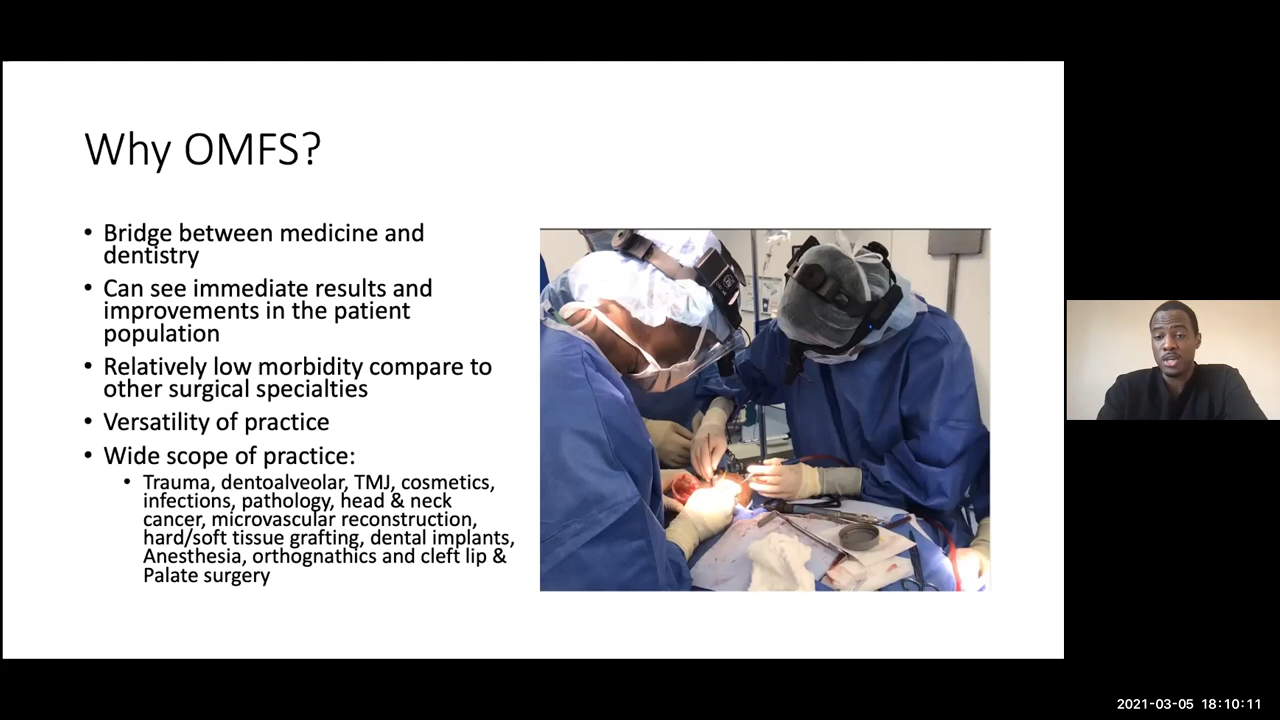 Why OMFS?
• Bridge between medicine and
dentistry
• Can see immediate results and
improvements in the patient
population
• Relatively low morbidity compare to
other surgical specialties
• Versatility of practice
• Wide scope of practice:
• Trauma, dentoalveolar, TMJ, cosmetics,
infections, pathology, head & neck
cancer, microvascular reconstruction,
hard/soft tissue grafting, dental implants,
Anesthesia, orthognathics and cleft lip &
Palate surgery
2021-03-05 18:10:11